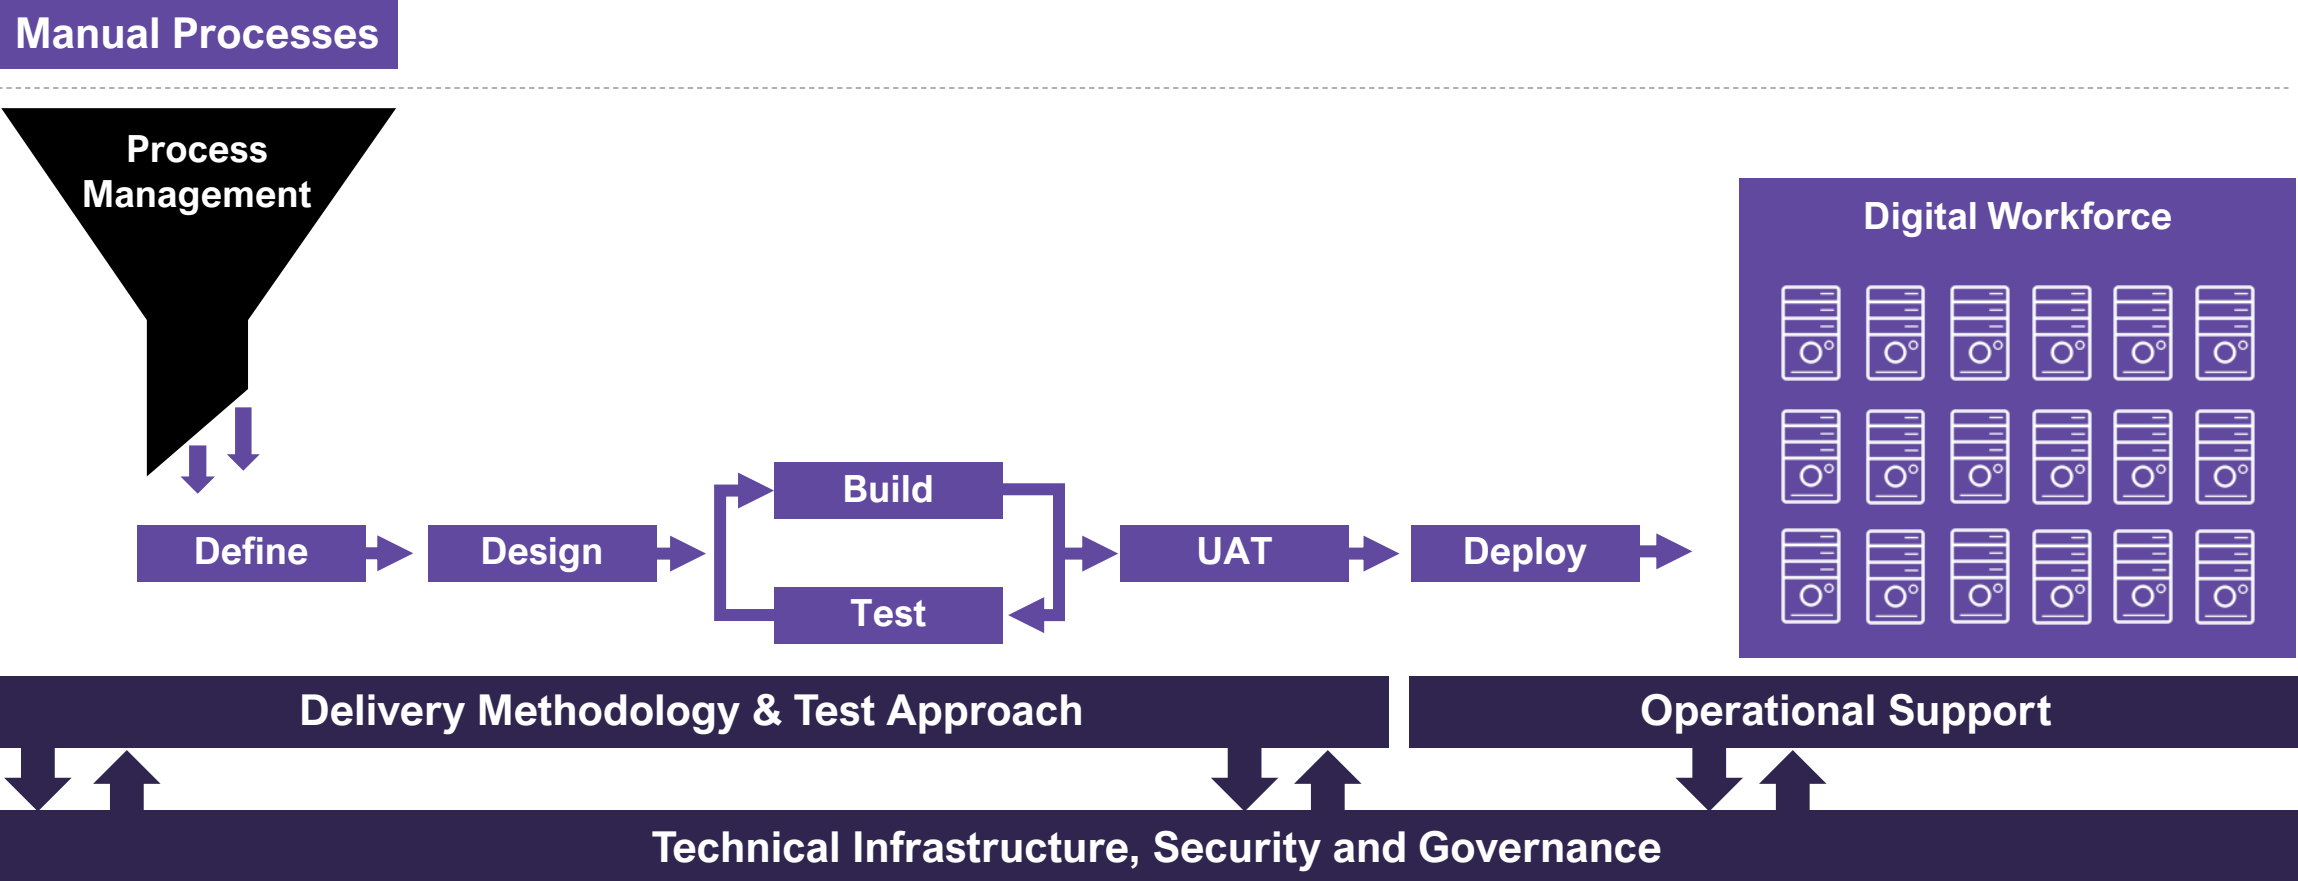 Manual Processes
Process
Management
Digital Workforce
Build
Define
Design
UAT
Deploy
Test
Delivery Methodology & Test Approach
Operational Support
Technical Infrastructure, Security and Governance